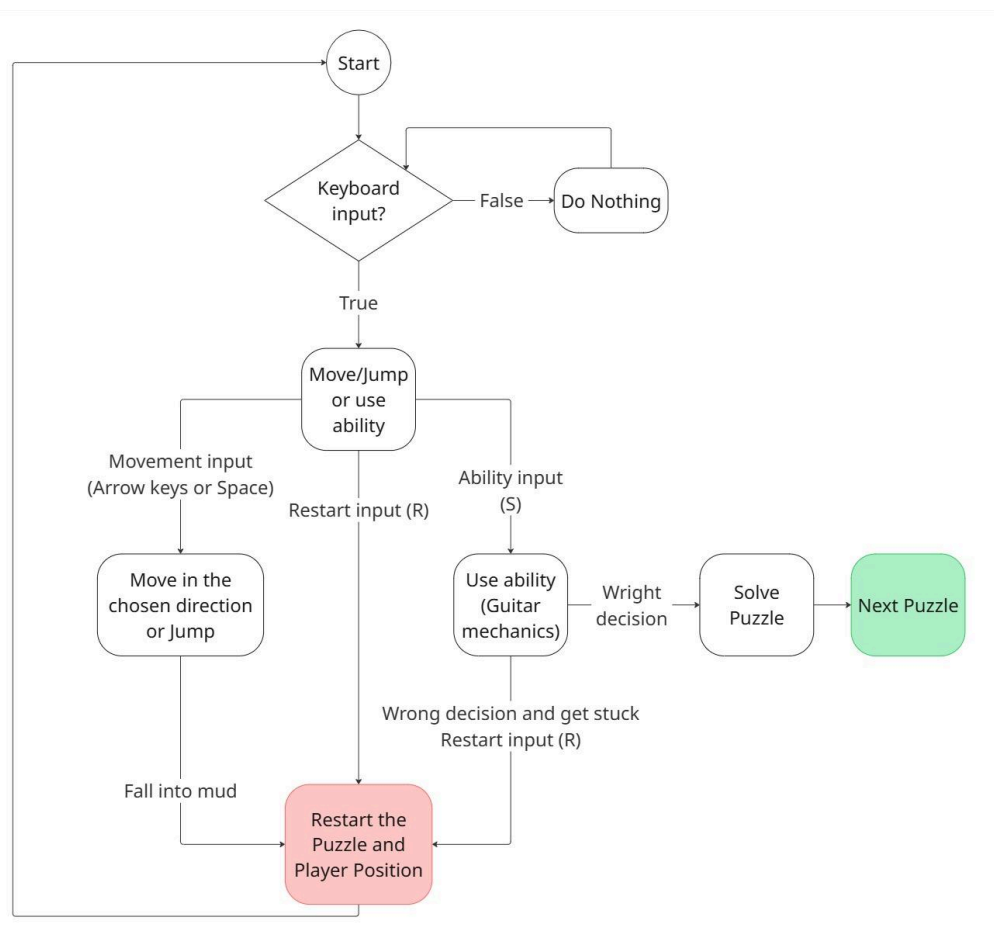 Start
Keyboard
input?
False
Do Nothing
True
Move/Jump
or use
ability
Movement input
(Arrow keys or Space)
Restart input (R)
Ability input
(S)
Move in the
chosen direction
or Jump
Use ability
(Guitar
mechanics)
Wright
decision
Solve
Puzzle
Next Puzzle
Wrong decision and get stuck
Restart input (R)
Fall into mud
Restart the
Puzzle and
Player Position